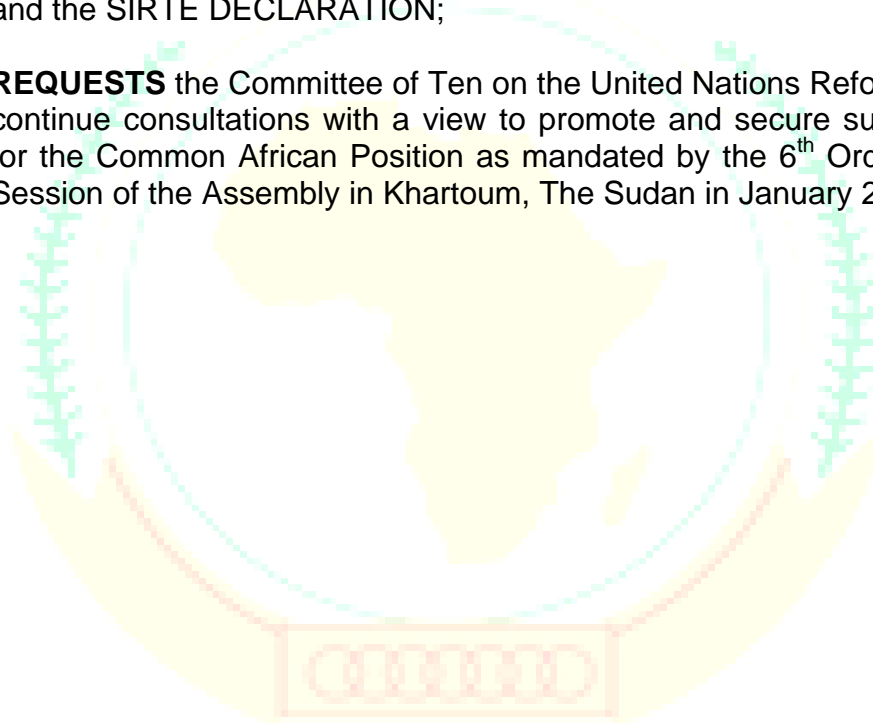 and the SIRTE DECLARATION;
REQUESTS the Committee of Ten on the United Nations Refo
continue consultations with a view to promote and secure su
or the Common African Position as mandated by the 6th Ord
Session of the Assembly in Khartoum, The Sudan in January 2